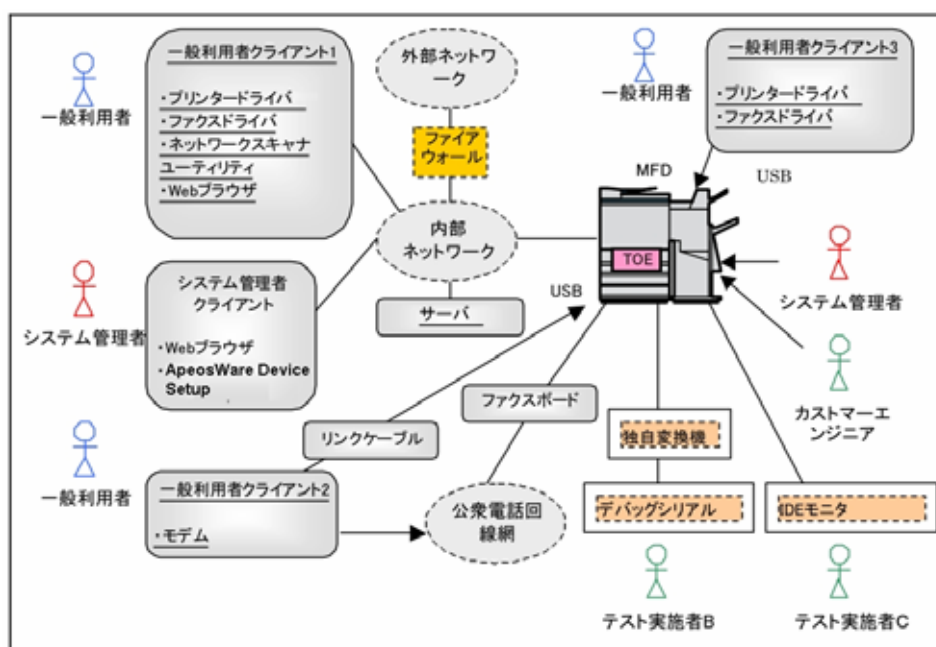 一般利用者
一般利用者クライアント1
・プリンタードライバ
・ファクスドライバ
・ネットワークスキャナ
ユーティリティ
・Webブラウザ
外部ネットワ
ーク
ファイア
ウォール
内部
ネットワーク
サーバ
一般利用者
一般利用者クライアント3
・プリンタードライバ
・ファクスドライバ
MFD
USB
TOE
システム管理者
システム管理者
クライアント
・Webブラウザ
・ApeosWare Device
Setup
USB
システム管理者
カストマーエ
ンジニア
リンクケーブル
ファクスボード
一般利用者
一般利用者クライアント2
・モデム
公衆電話回
線網
独自変換機
デバッグシリアル
IDEモニタ
テスト実施者B
テスト実施者C